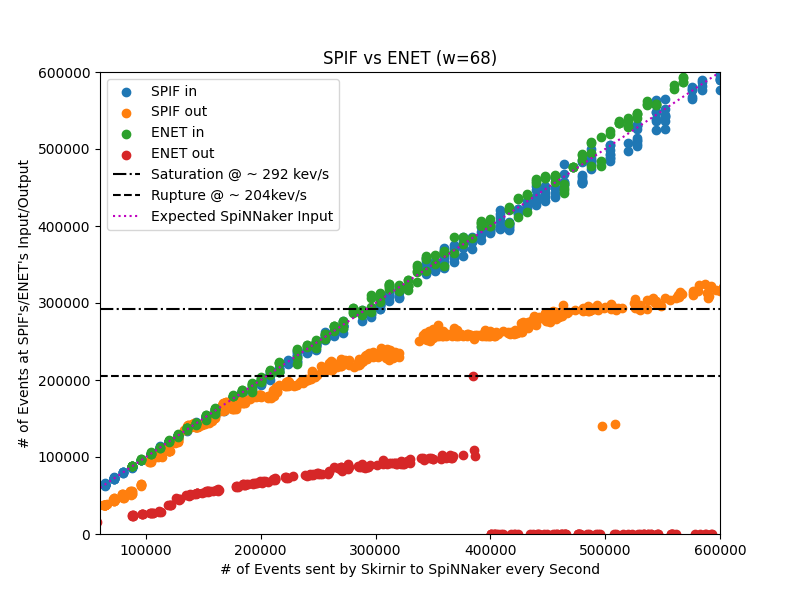 SPIF vs ENET (w=68)
SPIF in
SPIF out
ENET in
ENET out
Saturation @ ~ 292 kev/s
Rupture @ ~ 204kev/s
Expected SpiNNaker Input
# of Events at SPIF's/ENET's Input/Output
600000
500000
400000
300000
200000
100000
0
100000 200000 300000 400000 500000 600000
# of Events sent by Skirnir to SpiNNaker every Second